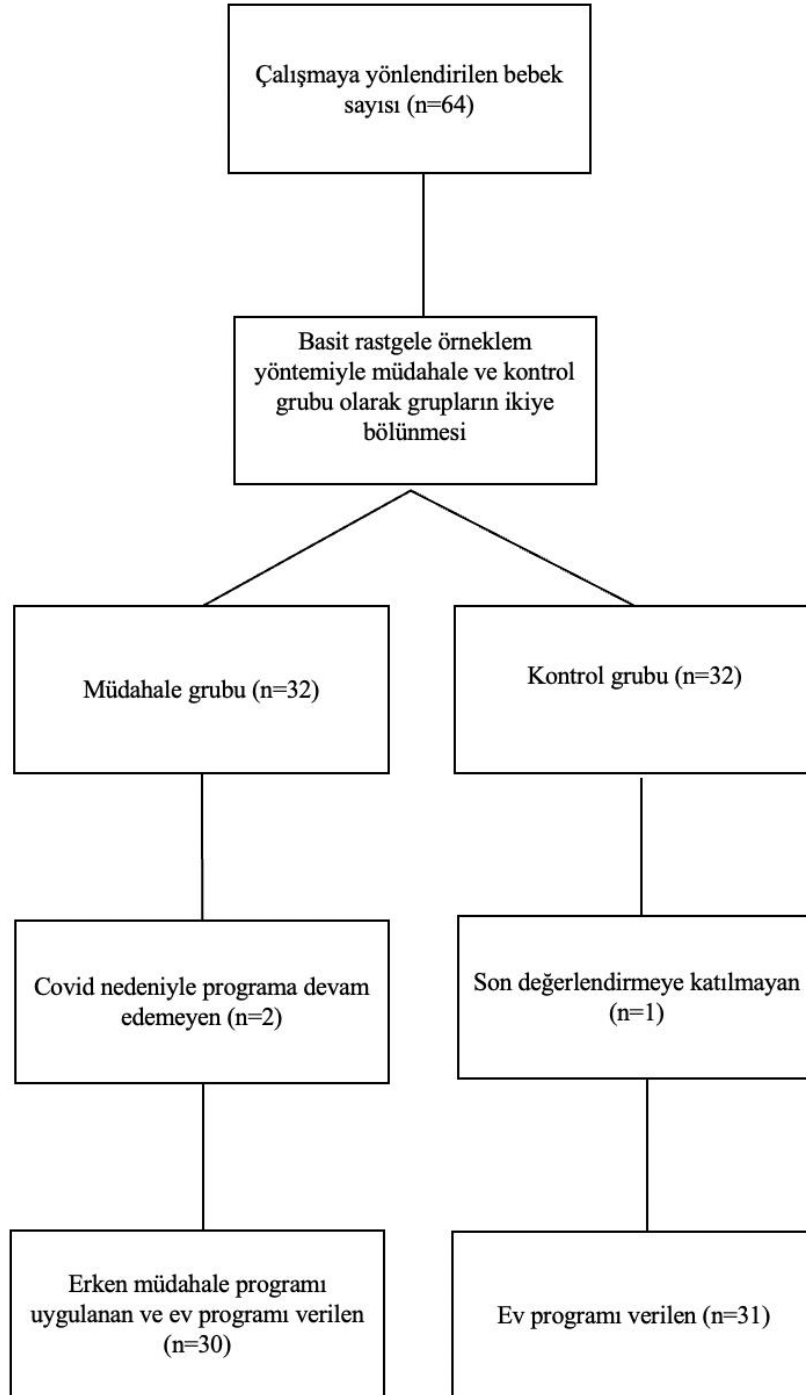 Çalışmaya yönlendirilen bebek
sayısı (n=64)
Basit rastgele örneklem
yöntemiyle müdahale ve kontrol
grubu olarak grupların ikiye
bölünmesi
Müdahale grubu (n=32)
Kontrol grubu (n=32)
Covid nedeniyle programa devam
edemeyen (n=2)
Son değerlendirmeye katılmayan
(n=1)
Erken müdahale programı
uygulanan ve ev programı verilen
(n=30)
Ev programı verilen (n=31)